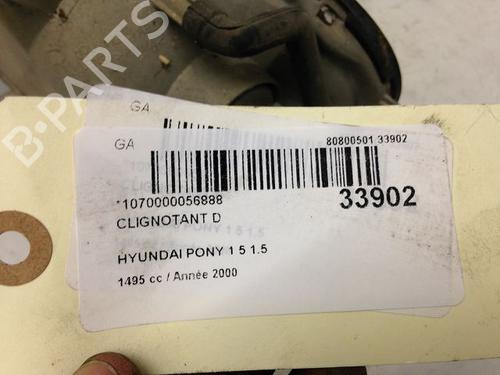 B-PARTS
GA
GA
80800501 33902
*1070000056888
33902
CLIGNOTANT D
HYUNDAI PONY 1 5 1.5
1495 cc / Année 2000